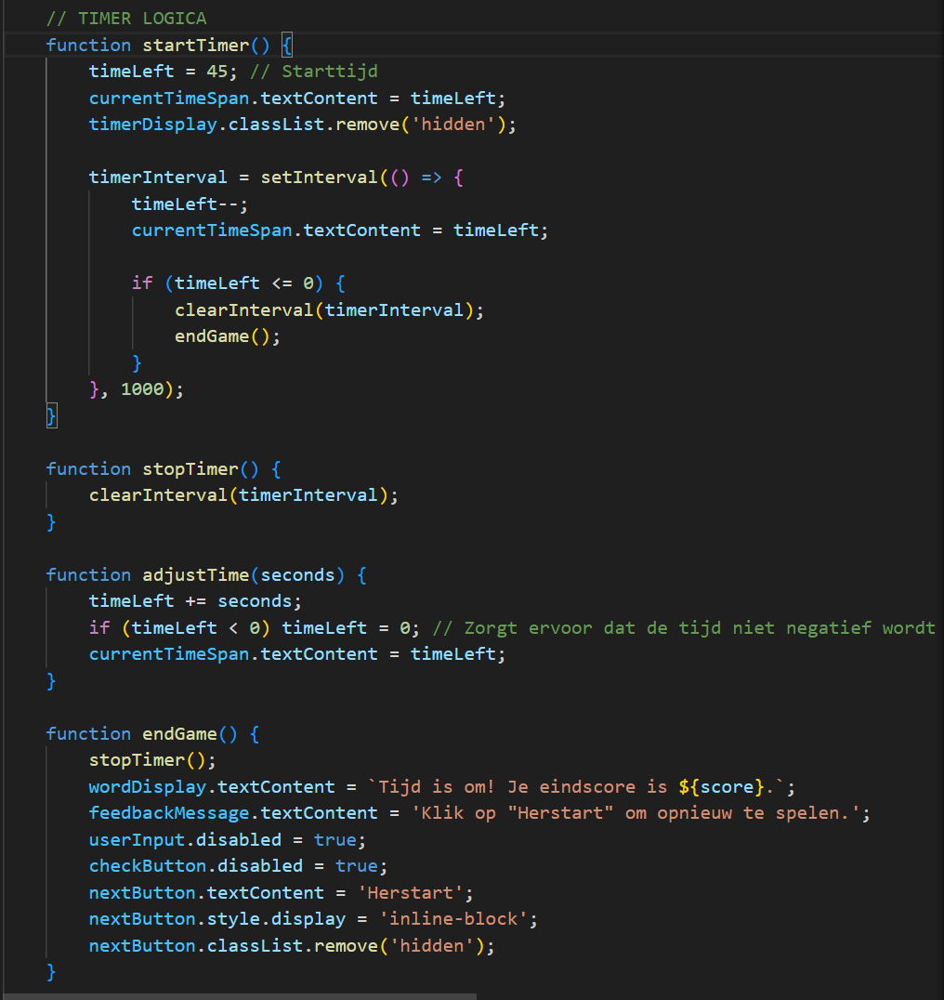 // TIMER LOGICA
function startTimer() {
    timeLeft = 45; // Starttijd
    currentTimeSpan.textContent = timeLeft;
    timerDisplay.classList.remove('hidden');

    timerInterval = setInterval(() => {
        timeLeft--;
        currentTimeSpan.textContent = timeLeft;

        if (timeLeft <= 0) {
            clearInterval(timerInterval);
            endGame();
        }
    }, 1000);
}

function stopTimer() {
    clearInterval(timerInterval);
}

function adjustTime(seconds) {
    timeLeft += seconds;
    if (timeLeft < 0) timeLeft = 0; // Zorgt ervoor dat de tijd niet negatief wordt
    currentTimeSpan.textContent = timeLeft;
}

function endGame() {
    stopTimer();
    wordDisplay.textContent = `Tijd is om! Je eindscore is ${score}.`;
    feedbackMessage.textContent = 'Klik op "Herstart" om opnieuw te spelen.';
    userInput.disabled = true;
    checkButton.disabled = true;
    nextButton.textContent = 'Herstart';
    nextButton.style.display = 'inline-block';
    nextButton.classList.remove('hidden');
}